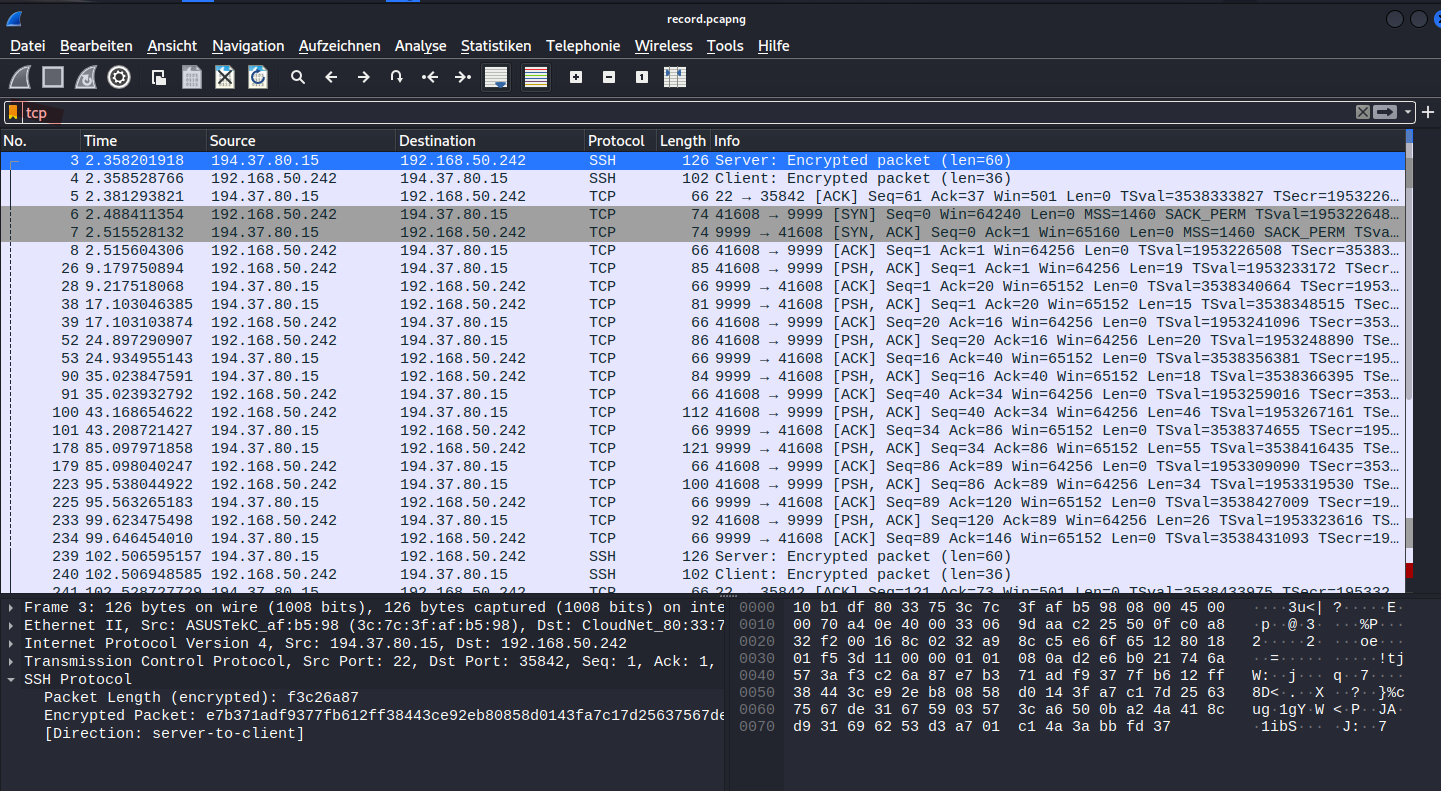 record.pcapng
Datei Bearbeiten Ansicht Navigation Aufzeichnen Analyse Statistiken Telephonie Wireless Tools Hilfe
tcp
No. Time Source Destination Protocol Length Info
3 2.358201918 194.37.80.15 192.168.50.242 SSH 126 Server: Encrypted packet (len=60)
4 2.358528766 192.168.50.242 194.37.80.15 SSH 102 Client: Encrypted packet (len=36)
5 2.381293821 194.37.80.15 192.168.50.242 TCP 66 22 → 35842 [ACK] Seq=61 Ack=37 Win=501 Len=0 TSval=3538333827 TSecr=1953226…
6 2.488411354 192.168.50.242 194.37.80.15 TCP 74 41608 → 9999 [SYN] Seq=0 Win=64240 Len=0 MSS=1460 SACK_PERM TSval=195322648…
7 2.515528132 194.37.80.15 192.168.50.242 TCP 74 9999 → 41608 [SYN, ACK] Seq=0 Ack=1 Win=65160 Len=0 MSS=1460 SACK_PERM TSva…
8 2.515604306 192.168.50.242 194.37.80.15 TCP 66 41608 → 9999 [ACK] Seq=1 Ack=1 Win=64256 Len=0 TSval=1953226508 TSecr=35383…
26 9.179750894 192.168.50.242 194.37.80.15 TCP 85 41608 → 9999 [PSH, ACK] Seq=1 Ack=1 Win=64256 Len=19 TSval=1953233172 TSecr…
28 9.217518068 194.37.80.15 192.168.50.242 TCP 66 9999 → 41608 [ACK] Seq=1 Ack=20 Win=65152 Len=0 TSval=3538340664 TSecr=1953…
38 17.103046385 194.37.80.15 192.168.50.242 TCP 81 9999 → 41608 [PSH, ACK] Seq=1 Ack=20 Win=65152 Len=15 TSval=3538348515 TSec…
39 17.103103874 192.168.50.242 194.37.80.15 TCP 66 41608 → 9999 [ACK] Seq=20 Ack=16 Win=64256 Len=0 TSval=1953241096 TSecr=353…
52 24.897290907 192.168.50.242 194.37.80.15 TCP 86 41608 → 9999 [PSH, ACK] Seq=20 Ack=16 Win=64256 Len=20 TSval=1953248890 TSe…
53 24.934955143 194.37.80.15 192.168.50.242 TCP 66 9999 → 41608 [ACK] Seq=16 Ack=40 Win=65152 Len=0 TSval=3538356381 TSecr=195…
90 35.023847591 194.37.80.15 192.168.50.242 TCP 84 9999 → 41608 [PSH, ACK] Seq=16 Ack=40 Win=65152 Len=18 TSval=3538366395 TSe…
91 35.023932792 192.168.50.242 194.37.80.15 TCP 66 41608 → 9999 [ACK] Seq=40 Ack=34 Win=64256 Len=0 TSval=1953259016 TSecr=353…
100 43.168654622 192.168.50.242 194.37.80.15 TCP 112 41608 → 9999 [PSH, ACK] Seq=40 Ack=34 Win=64256 Len=46 TSval=1953267161 TSe…
101 43.208721427 194.37.80.15 192.168.50.242 TCP 66 9999 → 41608 [ACK] Seq=34 Ack=86 Win=65152 Len=0 TSval=3538374655 TSecr=195…
178 85.097971858 194.37.80.15 192.168.50.242 TCP 121 9999 → 41608 [PSH, ACK] Seq=34 Ack=86 Win=65152 Len=55 TSval=3538416435 TSe…
179 85.098040247 192.168.50.242 194.37.80.15 TCP 66 41608 → 9999 [ACK] Seq=86 Ack=89 Win=64256 Len=0 TSval=1953309090 TSecr=353…
223 95.538044922 192.168.50.242 194.37.80.15 TCP 100 41608 → 9999 [PSH, ACK] Seq=86 Ack=89 Win=64256 Len=34 TSval=1953319530 TSe…
225 95.563265183 194.37.80.15 192.168.50.242 TCP 66 9999 → 41608 [ACK] Seq=89 Ack=120 Win=65152 Len=0 TSval=3538427009 TSecr=19…
233 99.623475498 192.168.50.242 194.37.80.15 TCP 92 41608 → 9999 [PSH, ACK] Seq=120 Ack=89 Win=64256 Len=26 TSval=1953323616 TS…
234 99.646454010 194.37.80.15 192.168.50.242 TCP 66 9999 → 41608 [ACK] Seq=89 Ack=146 Win=65152 Len=0 TSval=3538431093 TSecr=19…
239 102.506595157 194.37.80.15 192.168.50.242 SSH 126 Server: Encrypted packet (len=60)
240 102.506948585 192.168.50.242 194.37.80.15 SSH 102 Client: Encrypted packet (len=36)
241 102.528727729 194.37.80.15 192.168.50.242 TCP 66 22 → 35842 [ACK] Seq=121 Ack=73 Win=501 Len=0 TSval=3538433975 TSecr=195332…
Frame 3: 126 bytes on wire (1008 bits), 126 bytes captured (1008 bits) on inte
Ethernet II, Src: ASUSTekC_af:b5:98 (3c:7c:3f:af:b5:98), Dst: CloudNet_80:33:7
Internet Protocol Version 4, Src: 194.37.80.15, Dst: 192.168.50.242
Transmission Control Protocol, Src Port: 22, Dst Port: 35842, Seq: 1, Ack: 1,
SSH Protocol
Packet Length (encrypted): f3c26a87
Encrypted Packet: e7b371adf9377fb612ff38443ce92eb80858d0143fa7c17d25637567de
[Direction: server-to-client]
0000 10 b1 df 80 33 75 3c 7c 3f af b5 98 08 00 45 00 ····3u<| ?·····E·
0010 00 70 a4 0e 40 00 33 06 9d aa c2 25 50 0f c0 a8 ·p··@·3· ···%P···
0020 32 f2 00 16 8c 02 32 a9 8c c5 e6 6f 65 12 80 18 2·····2· ···oe···
0030 01 f5 3d 11 00 00 01 01 08 0a d2 e6 b0 21 74 6a ··=····· ·····!tj
0040 57 3a f3 c2 6a 87 e7 b3 71 ad f9 37 7f b6 12 ff W:··j··· q··7····
0050 38 44 3c e9 2e b8 08 58 d0 14 3f a7 c1 7d 25 63 8D<·.··X ··?··}%c
0060 75 67 de 31 67 59 03 57 3c a6 50 0b a2 4a 41 8c ug·1gY·W <·P··JA·
0070 d9 31 69 62 53 d3 a7 01 c1 4a 3a bb fd 37 ·1ibS··· ·J:··7